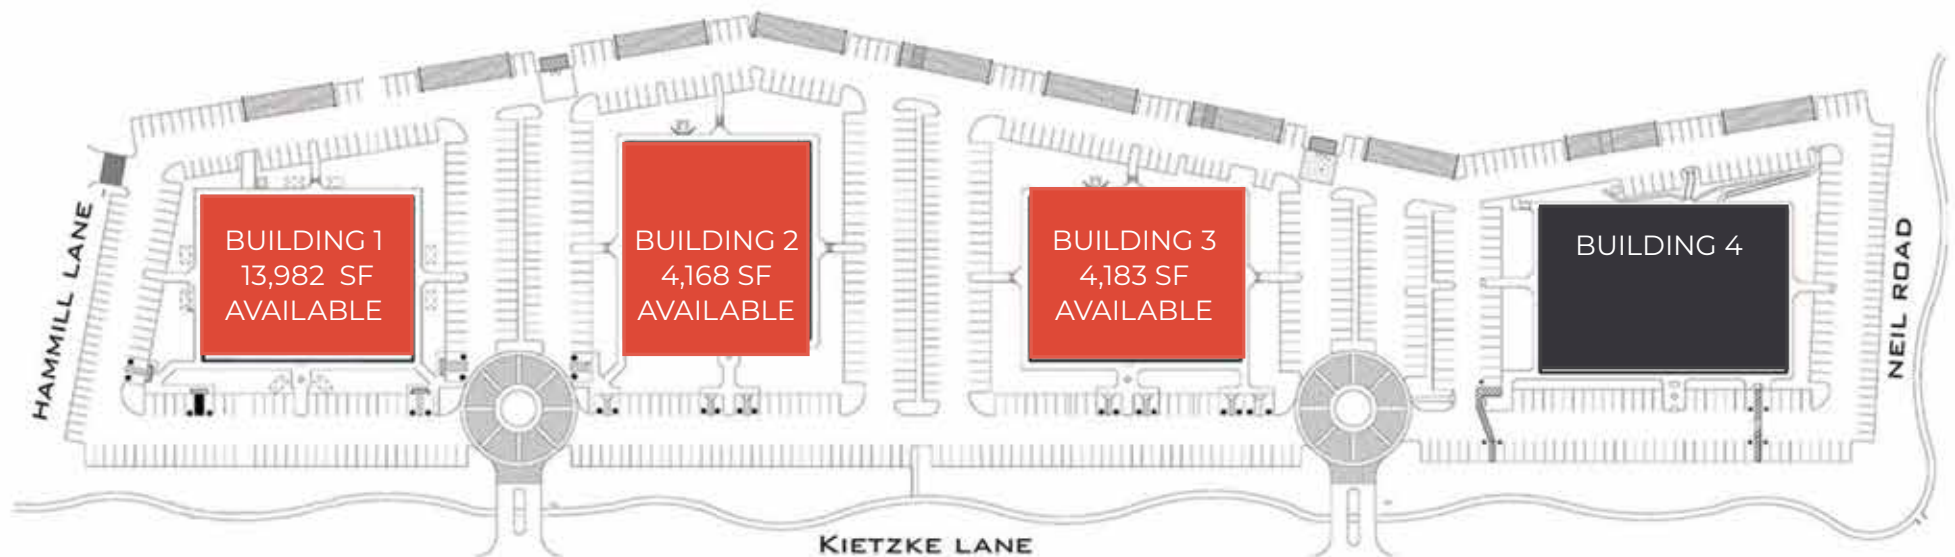 HAMMILL LANE
BUILDING 1
13,982 SF
AVAILABLE
BUILDING 2
4,168 SF
AVAILABLE
BUILDING 3
4,183 SF
AVAILABLE
BUILDING 4
NEIL ROAD
KIETZKE LANE